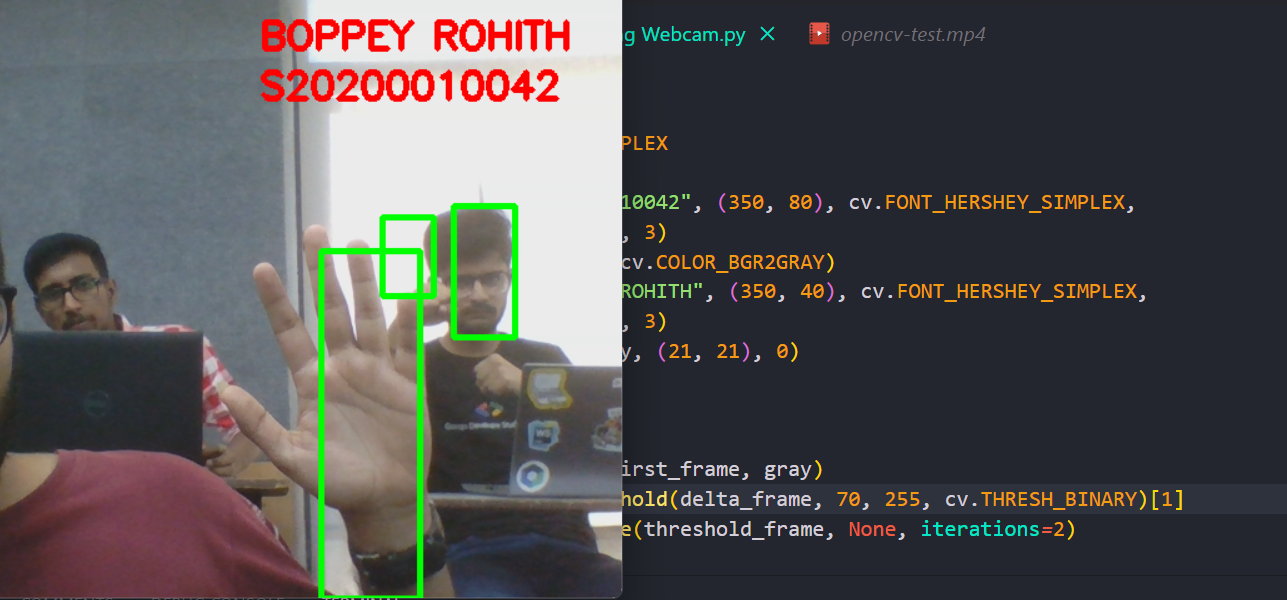 BOPPEY ROHITH
S20200010042
g Webcam.py
opencv-test.mp4
PLEX
10042", (350, 80), cv.FONT_HERSHEY_SIMPLEX,
, 3)
cv.COLOR_BGR2GRAY)
ROHITH", (350, 40), cv.FONT_HERSHEY_SIMPLEX,
, 3)
y, (21, 21), 0)
irst_frame, gray)
hold(delta_frame, 70, 255, cv.THRESH_BINARY)[1]
e(threshold_frame, None, iterations=2)
DELL
WS